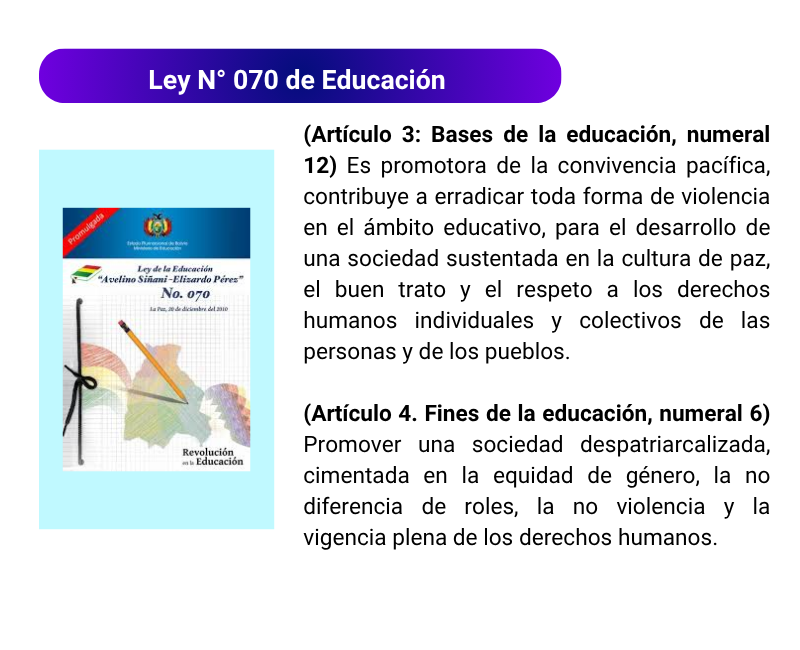 Ley N° 070 de Educación
(Artículo 3: Bases de la educación, numeral
12) Es promotora de la convivencia pacífica,
contribuye a erradicar toda forma de violencia
en el ámbito educativo, para el desarrollo de
una sociedad sustentada en la cultura de paz,
el buen trato y el respeto a los derechos
humanos individuales y colectivos de las
personas y de los pueblos.
(Artículo 4. Fines de la educación, numeral 6)
Promover una sociedad despatriarcalizada,
cimentada en la equidad de género, la no
diferencia de roles, la no violencia y la
vigencia plena de los derechos humanos.
Promulgada
Estado Plurinacional de Bolivia
Ministerio de Educación
Ley de la Educación
"Avelino Siñani -Elizardo Pérez"
No. 070
La Paz, 20 de diciembre del 2010
Revolución
en la Educación